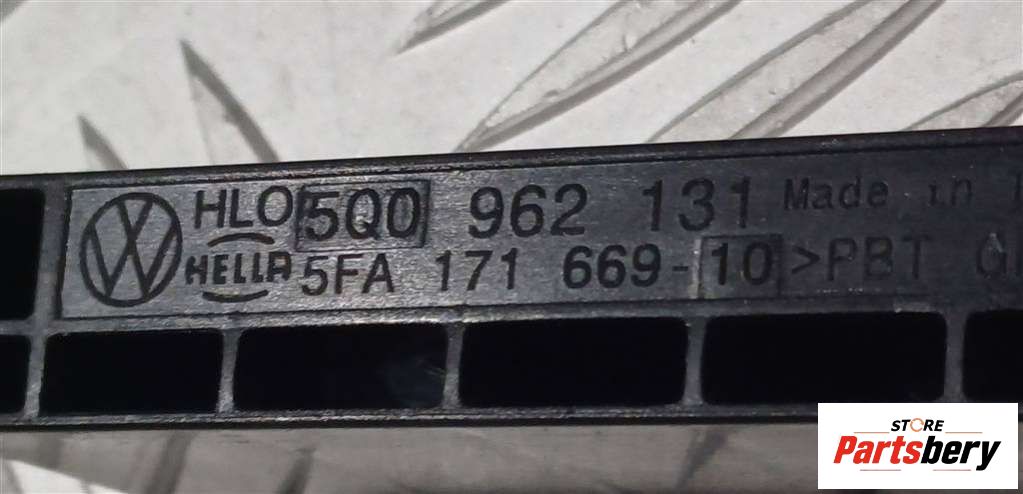 HLO 5Q0 962 131 Made in
HELLA 5FA 171 669-10 >PBT
STORE
Partsbery